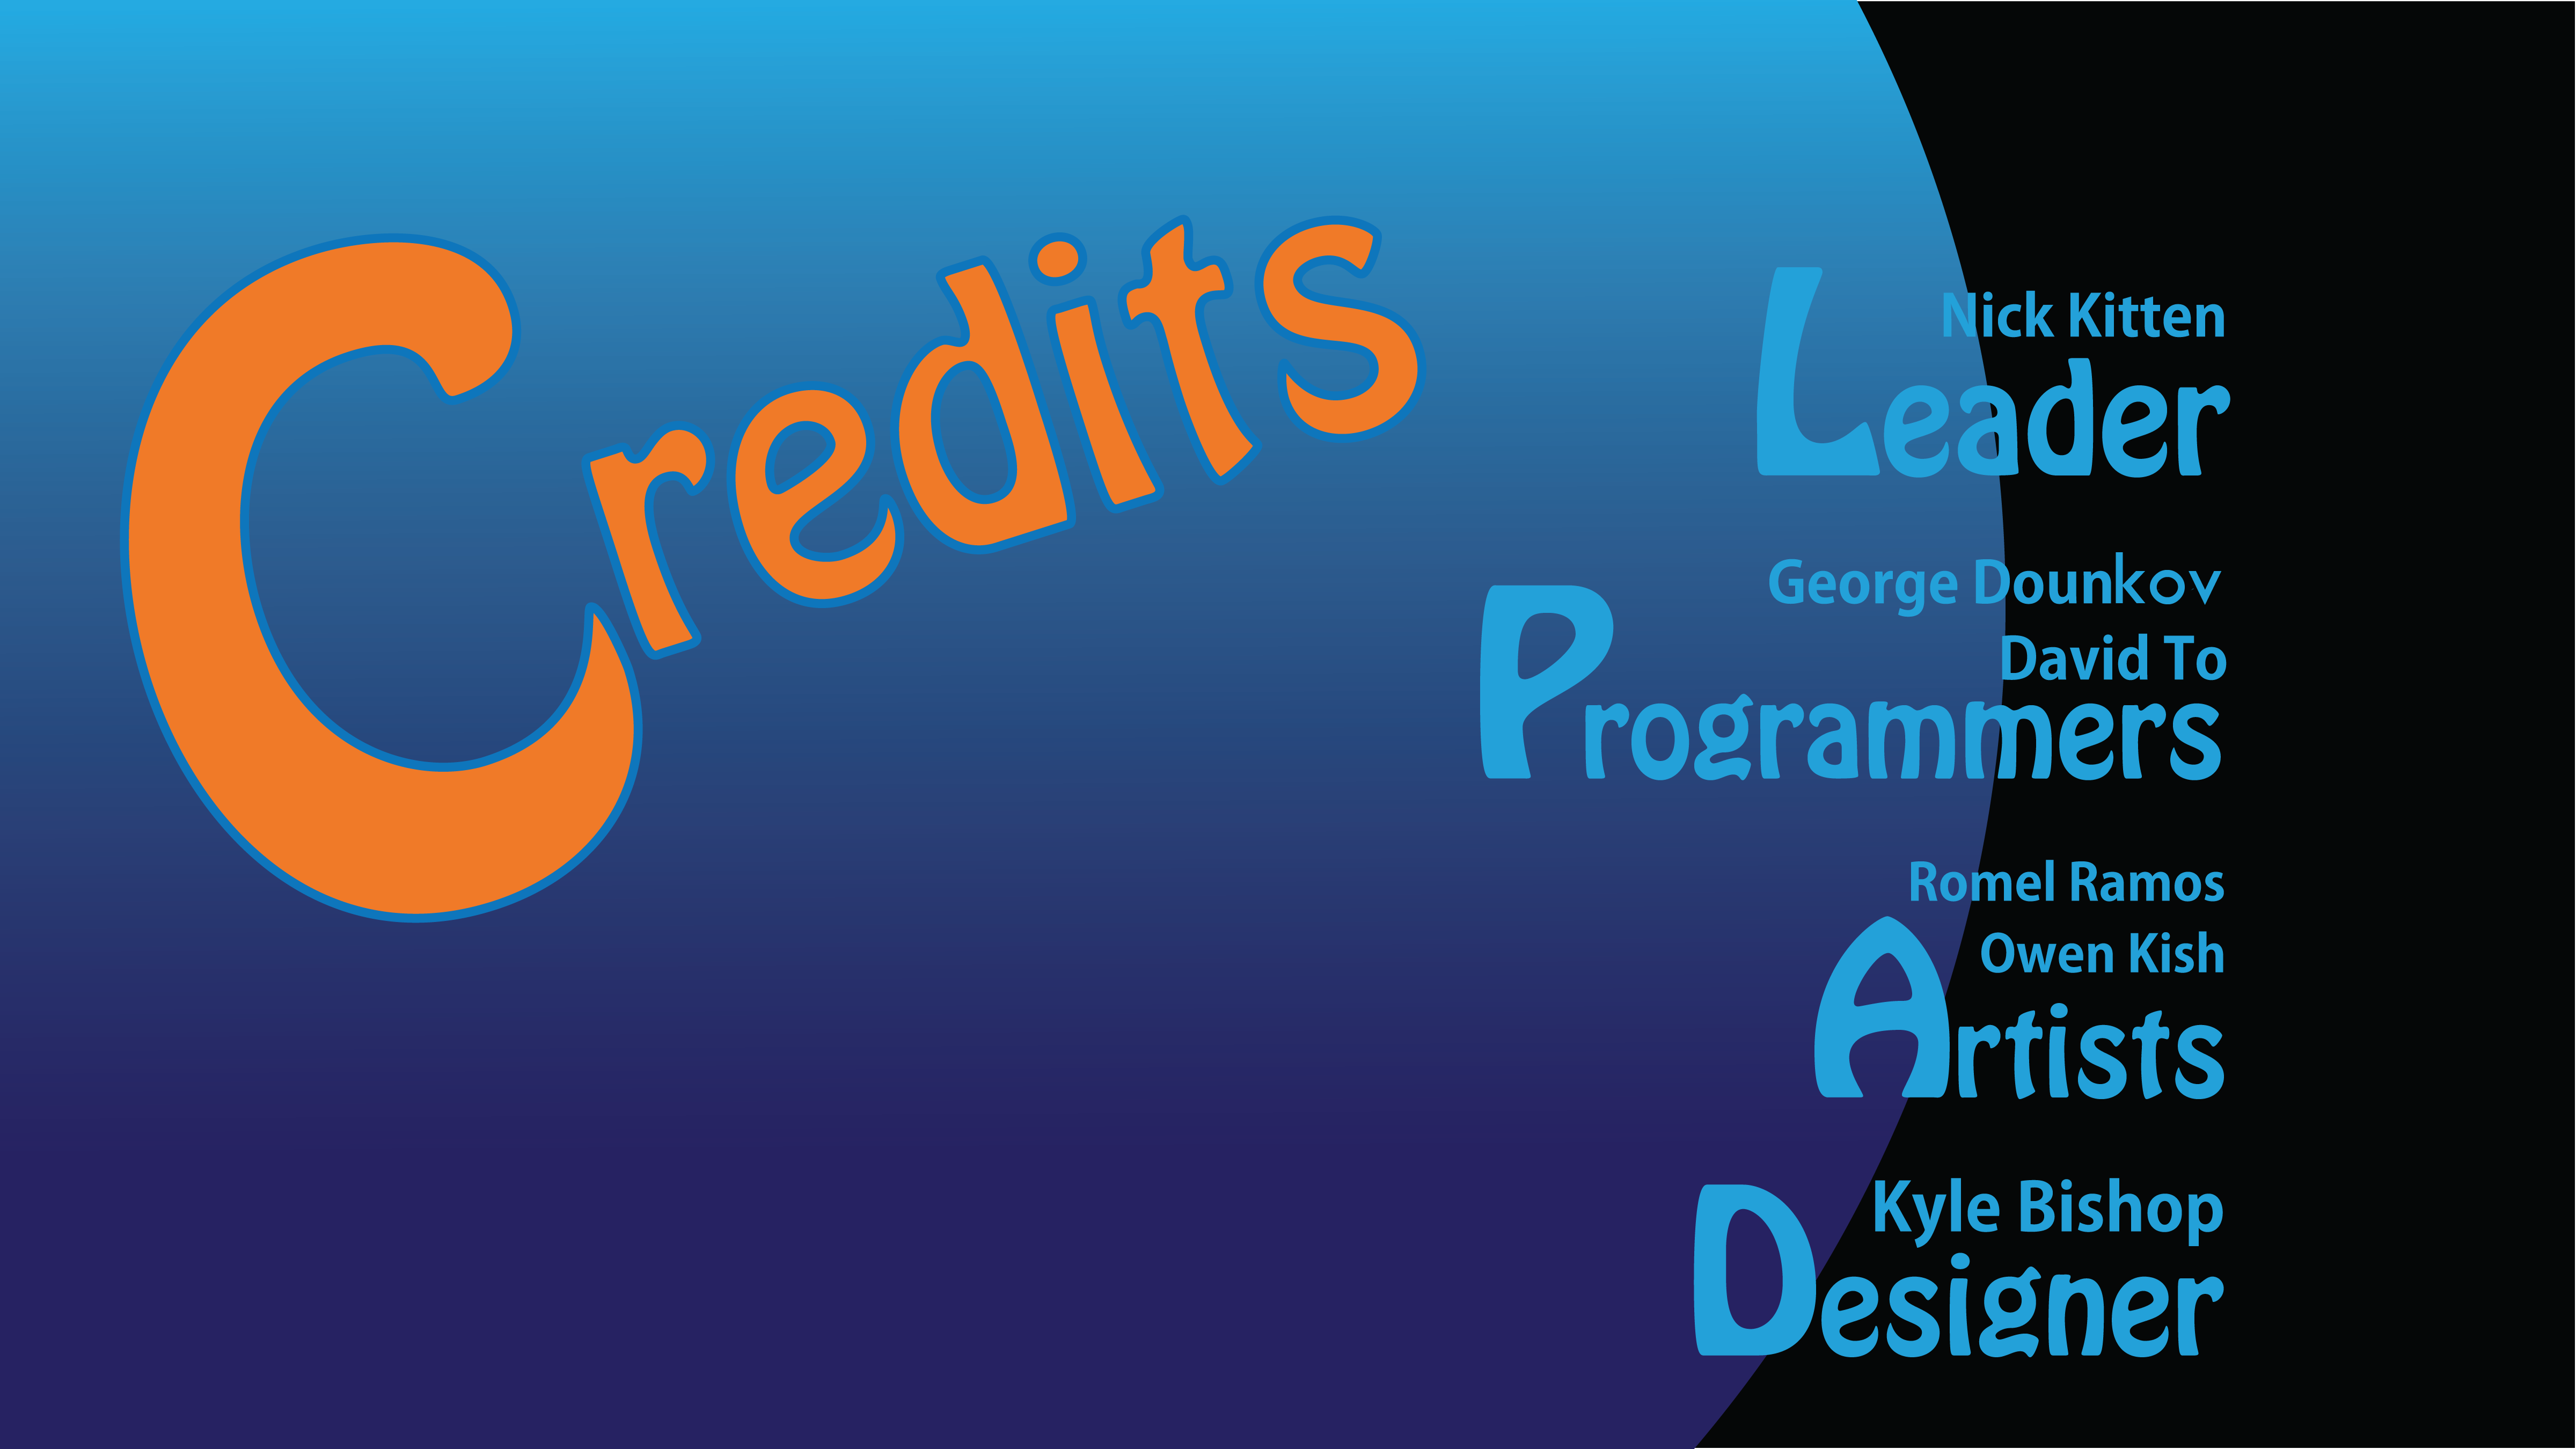 Credits
Nick Kitten
Leader
George Dounkov
David To
Programmers
Romel Ramos
Owen Kish
Artists
Kyle Bishop
Designer